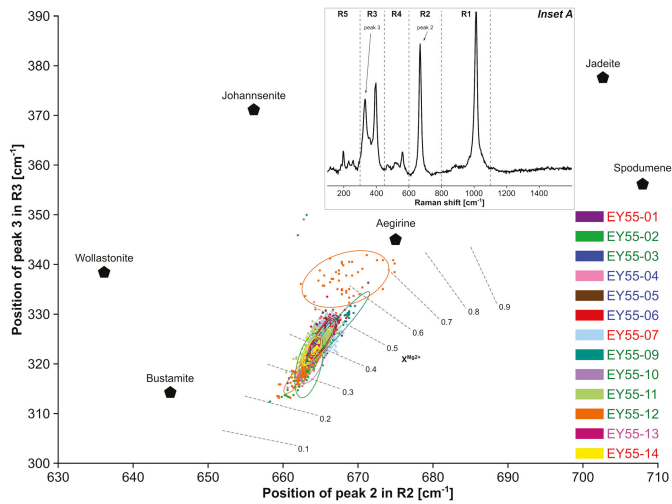 R5 R3 R4 R2 R1 Inset A
peak 3 peak 2
200 400 600 800 1000 1200 1400
Raman shift [cm⁻¹]
390
380
370
360
350
340
330
320
310
300
Position of peak 3 in R3 [cm⁻¹]
630 640 650 660 670 680 690 700 710
Position of peak 2 in R2 [cm⁻¹]
Jadeite
Johannsenite
Spodumene
Aegirine
Wollastonite
Bustamite
0.9
0.8
0.7
0.6
0.5
X^Mg2+
0.4
0.3
0.2
0.1
EY55-01
EY55-02
EY55-03
EY55-04
EY55-05
EY55-06
EY55-07
EY55-09
EY55-10
EY55-11
EY55-12
EY55-13
EY55-14